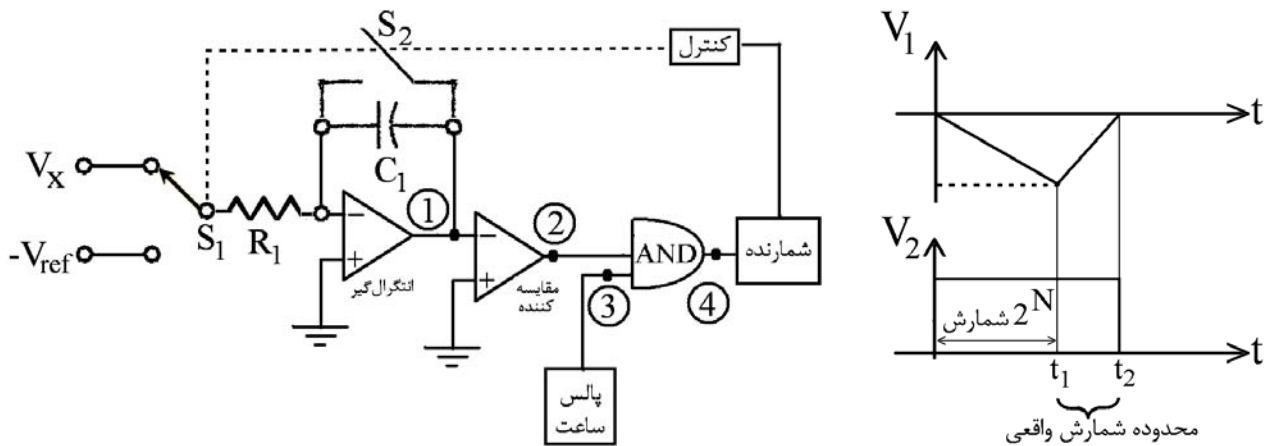 S₂
کنترل
V₁
t
Vₓ
C₁
①
②
-V_ref
S₁
R₁
−
+
انتگرال‌گیر
−
+
مقایسه
کننده
AND
③
④
شمارنده
پالس
ساعت
V₂
2ᴺ شمارش
t
t₁
t₂
محدوده شمارش واقعی